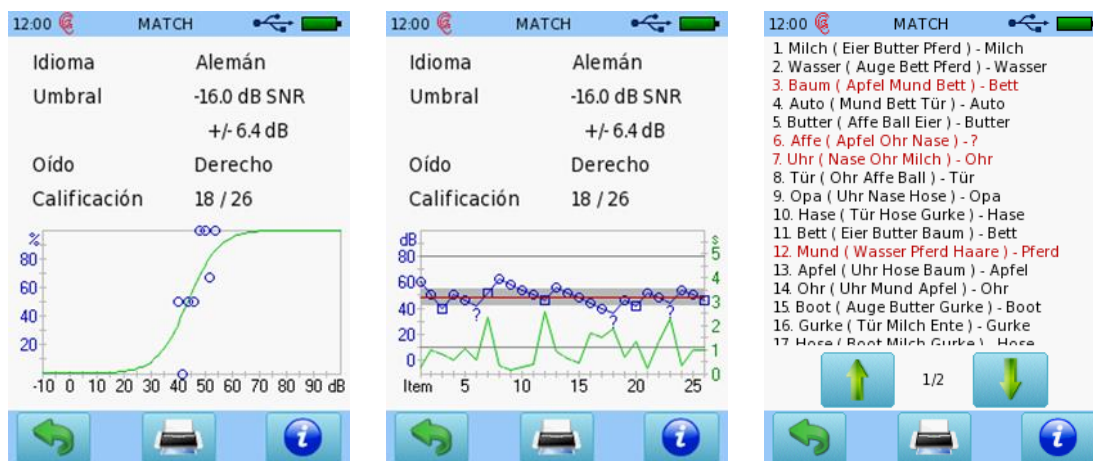 12:00 MATCH
Idioma Alemán
Umbral -16.0 dB SNR
+/- 6.4 dB
Oído Derecho
Calificación 18 / 26
%
80
60
40
20
-10 0 10 20 30 40 50 60 70 80 90 dB
12:00 MATCH
Idioma Alemán
Umbral -16.0 dB SNR
+/- 6.4 dB
Oído Derecho
Calificación 18 / 26
dB s
80 5
60 4
40 3
20 2
0 1
0
? ? ?
Item 5 10 15 20 25
12:00 MATCH
1. Milch ( Eier Butter Pferd ) - Milch
2. Wasser ( Auge Bett Pferd ) - Wasser
3. Baum ( Apfel Mund Bett ) - Bett
4. Auto ( Mund Bett Tür ) - Auto
5. Butter ( Affe Ball Eier ) - Butter
6. Affe ( Apfel Ohr Nase ) - ?
7. Uhr ( Nase Ohr Milch ) - Ohr
8. Tür ( Ohr Affe Ball ) - Tür
9. Opa ( Uhr Nase Hose ) - Opa
10. Hase ( Tür Hose Gurke ) - Hase
11. Bett ( Eier Butter Baum ) - Bett
12. Mund ( Wasser Pferd Haare ) - Pferd
13. Apfel ( Uhr Hose Baum ) - Apfel
14. Ohr ( Uhr Mund Apfel ) - Ohr
15. Boot ( Auge Butter Gurke ) - Boot
16. Gurke ( Tür Milch Ente ) - Gurke
17. Hose ( Boot Milch Gurke ) - Hose
1/2